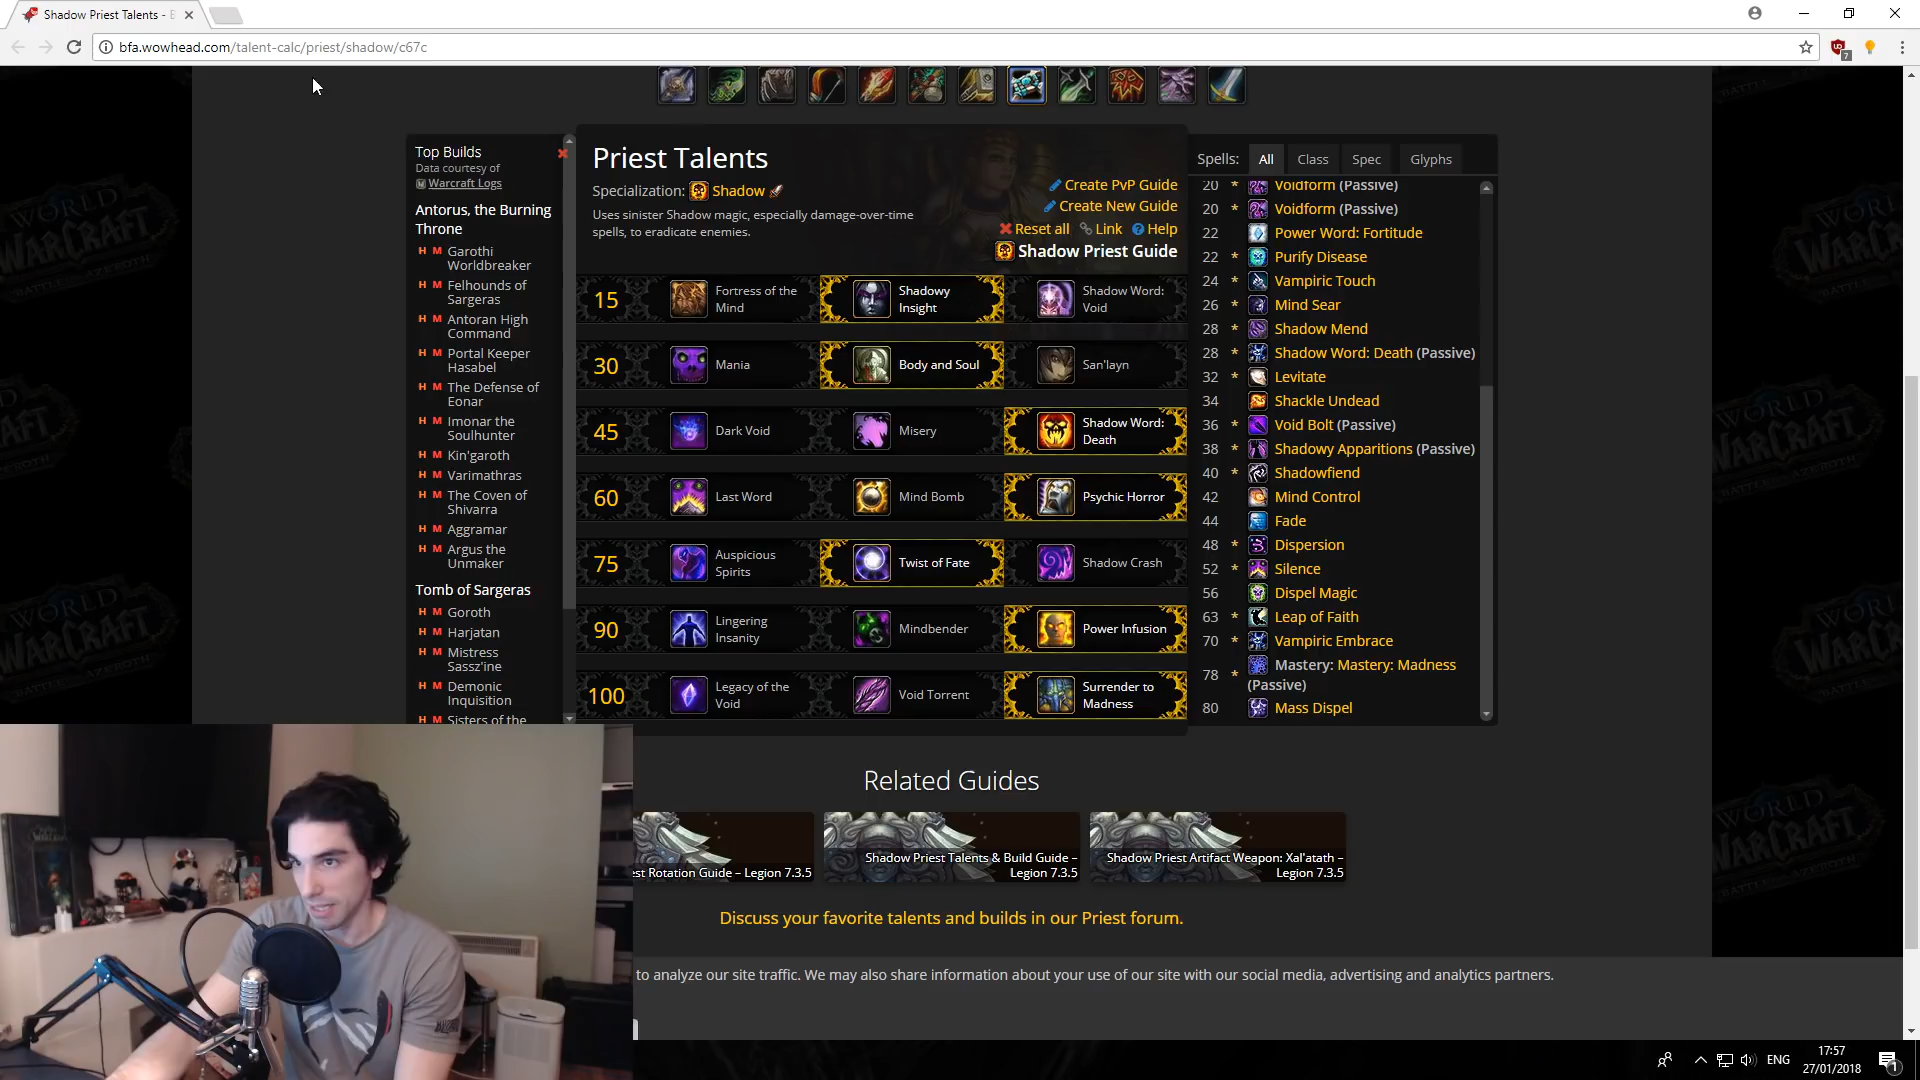 Shadow Priest Talents - B
bfa.wowhead.com/talent-calc/priest/shadow/c67c
7
Top Builds
Data courtesy of
Warcraft Logs
Antorus, the Burning
Throne
H M Garothi
Worldbreaker
H M Felhounds of
Sargeras
H M Antoran High
Command
H M Portal Keeper
Hasabel
H M The Defense of
Eonar
H M Imonar the
Soulhunter
H M Kin'garoth
H M Varimathras
H M The Coven of
Shivarra
H M Aggramar
H M Argus the
Unmaker
Tomb of Sargeras
H M Goroth
H M Harjatan
H M Mistress
Sassz'ine
H M Demonic
Inquisition
H M Sisters of the
Priest Talents
Specialization: Shadow
Uses sinister Shadow magic, especially damage-over-time
spells, to eradicate enemies.
Create PvP Guide
Create New Guide
Reset all Link Help
Shadow Priest Guide
15 Fortress of the Mind Shadowy Insight Shadow Word: Void
30 Mania Body and Soul San'layn
45 Dark Void Misery Shadow Word: Death
60 Last Word Mind Bomb Psychic Horror
75 Auspicious Spirits Twist of Fate Shadow Crash
90 Lingering Insanity Mindbender Power Infusion
100 Legacy of the Void Void Torrent Surrender to Madness
Spells: All Class Spec Glyphs
20 * Voidform (Passive)
20 * Voidform (Passive)
22 Power Word: Fortitude
22 * Purify Disease
24 * Vampiric Touch
26 * Mind Sear
28 * Shadow Mend
28 * Shadow Word: Death (Passive)
32 * Levitate
34 Shackle Undead
36 * Void Bolt (Passive)
38 * Shadowy Apparitions (Passive)
40 * Shadowfiend
42 Mind Control
44 Fade
48 * Dispersion
52 * Silence
56 Dispel Magic
63 * Leap of Faith
70 * Vampiric Embrace
78 * Mastery: Mastery: Madness
(Passive)
80 Mass Dispel
Related Guides
est Rotation Guide – Legion 7.3.5
Shadow Priest Talents & Build Guide –
Legion 7.3.5
Shadow Priest Artifact Weapon: Xal'atath –
Legion 7.3.5
Discuss your favorite talents and builds in our Priest forum.
to analyze our site traffic. We may also share information about your use of our site with our social media, advertising and analytics partners.
ENG
17:57
27/01/2018
1